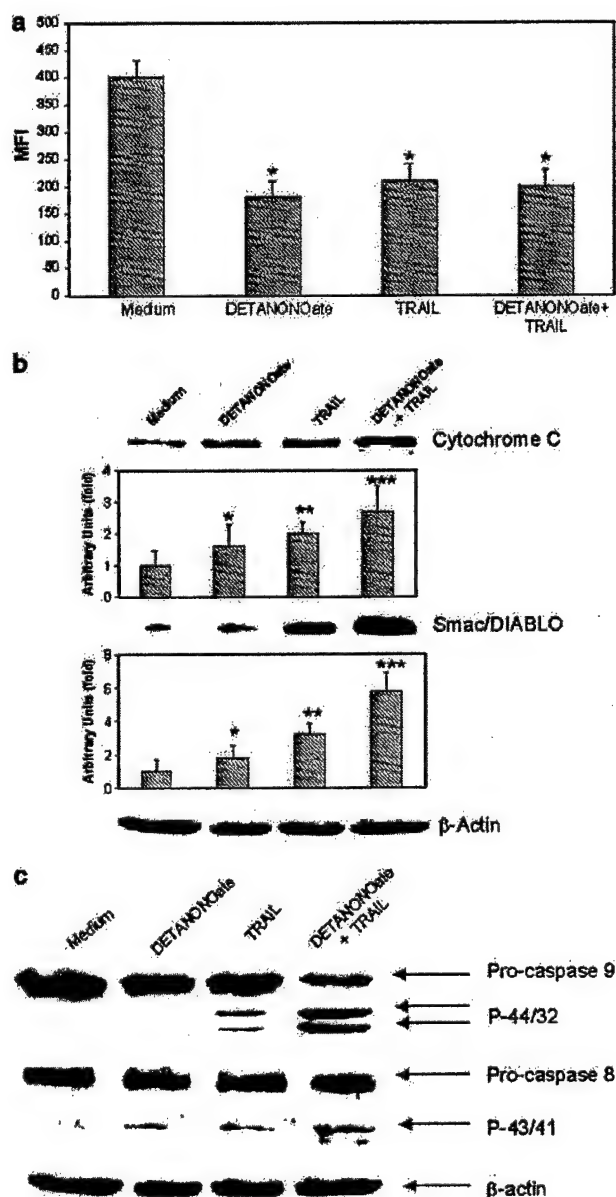 a
500
450
400
350
300
250
200
150
100
50
0
MFI
*
*
*
Medium
DETANONOate
TRAIL
DETANONOate+
TRAIL
b
Medium
DETANONOate
TRAIL
DETANONOate
+ TRAIL
Cytochrome C
Arbitrary Units (fold)
4
3
2
1
0
*
**
***
Smac/DIABLO
Arbitrary Units (fold)
8
6
4
2
0
*
**
***
β-Actin
c
Medium
DETANONOate
TRAIL
DETANONOate
+ TRAIL
Pro-caspase 9
P-44/32
Pro-caspase 8
P-43/41
β-actin